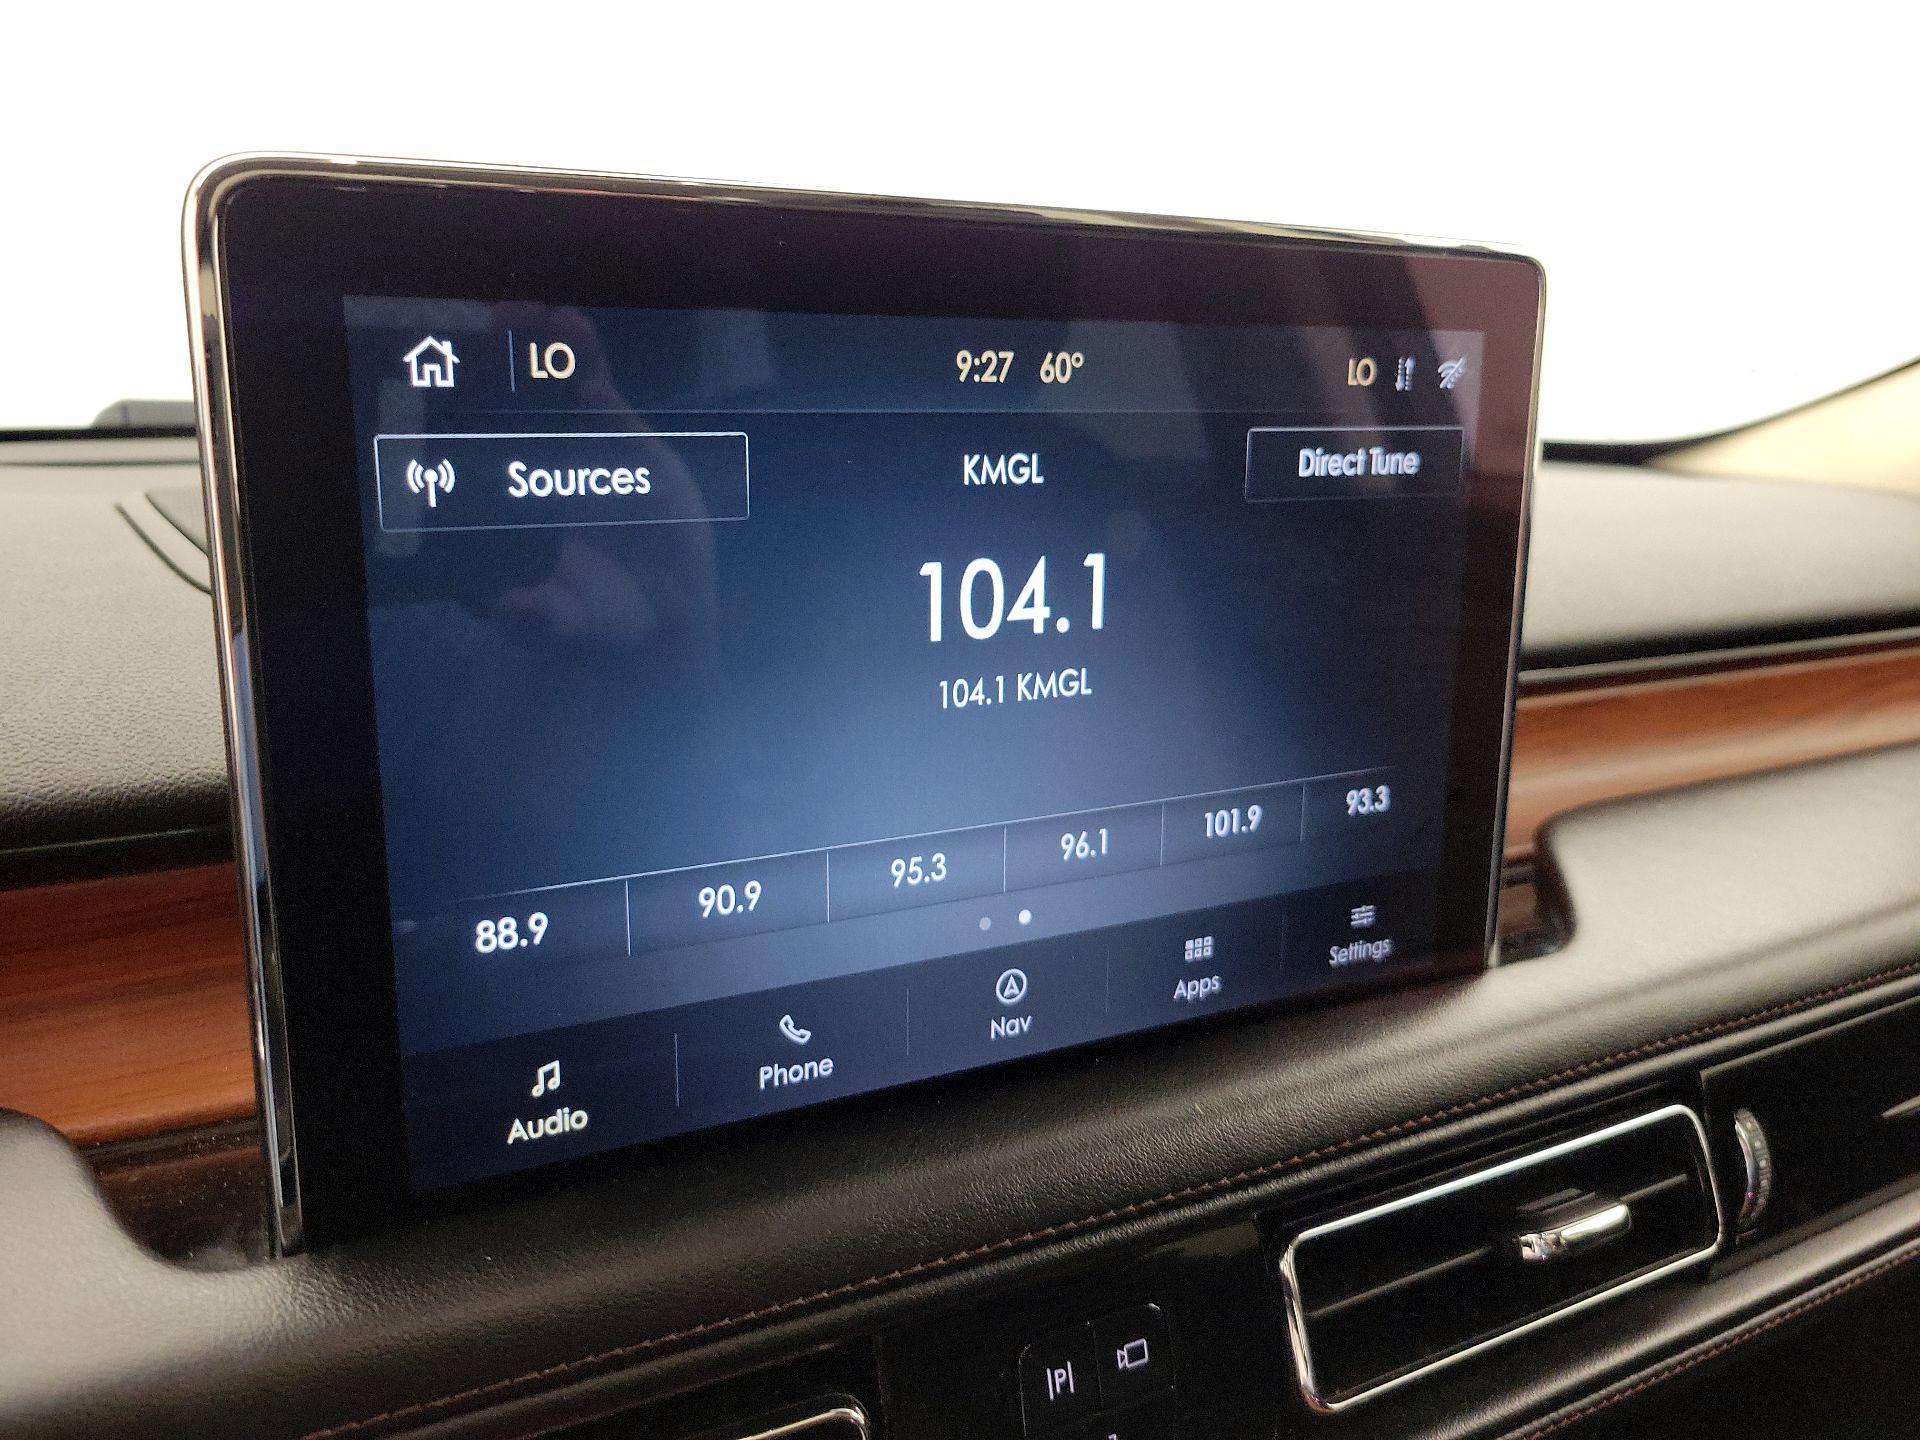 LO 9:27 60° LO
Sources KMGL Direct Tune
104.1
104.1 KMGL
88.9 90.9 95.3 96.1 101.9 93.3
Audio Phone Nav Apps Settings
|P|